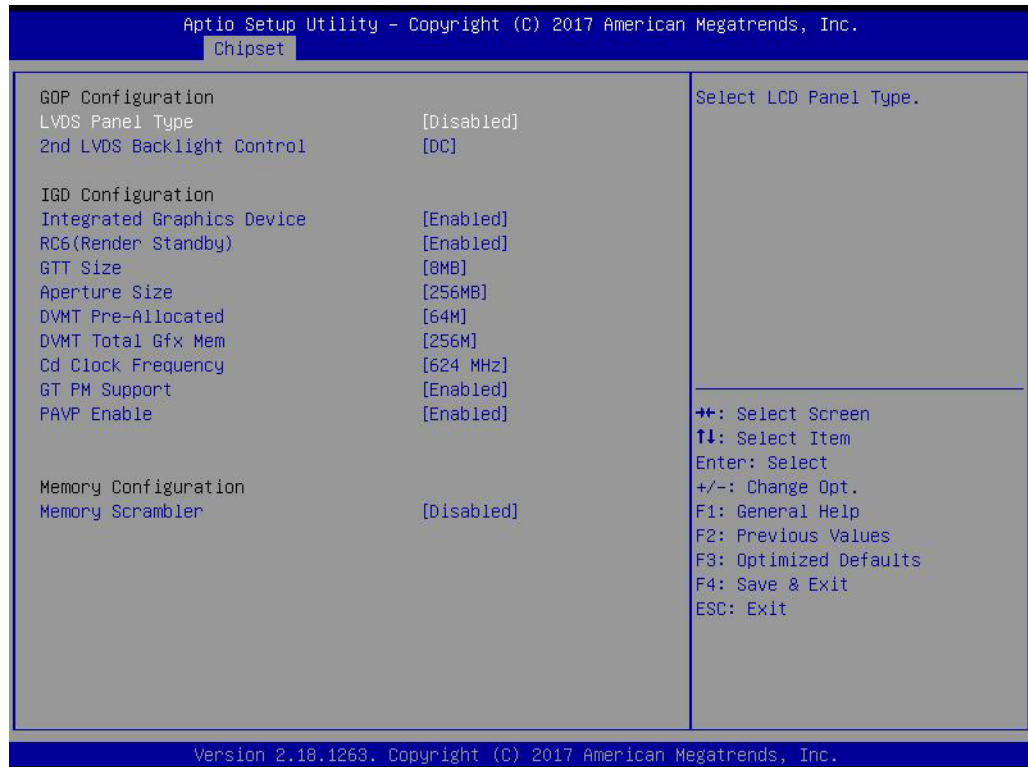 Aptio Setup Utility – Copyright (C) 2017 American Megatrends, Inc.
Chipset
GOP Configuration
LVDS Panel Type [Disabled]
2nd LVDS Backlight Control [DC]
IGD Configuration
Integrated Graphics Device [Enabled]
RC6(Render Standby) [Enabled]
GTT Size [8MB]
Aperture Size [256MB]
DVMT Pre-Allocated [64M]
DVMT Total Gfx Mem [256M]
Cd Clock Frequency [624 MHz]
GT PM Support [Enabled]
PAVP Enable [Enabled]
Memory Configuration
Memory Scrambler [Disabled]
Select LCD Panel Type.
→←: Select Screen
↑↓: Select Item
Enter: Select
+/-: Change Opt.
F1: General Help
F2: Previous Values
F3: Optimized Defaults
F4: Save & Exit
ESC: Exit
Version 2.18.1263. Copyright (C) 2017 American Megatrends, Inc.